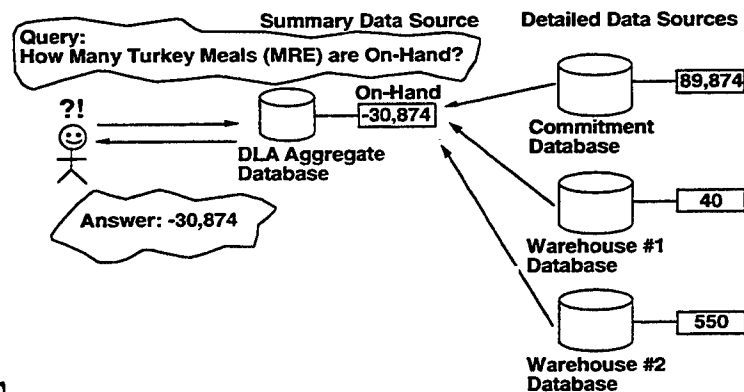 Summary Data Source
Detailed Data Sources
Query:
How Many Turkey Meals (MRE) are On-Hand?
?!
On-Hand
-30,874
DLA Aggregate
Database
Answer: -30,874
89,874
Commitment
Database
40
Warehouse #1
Database
550
Warehouse #2
Database